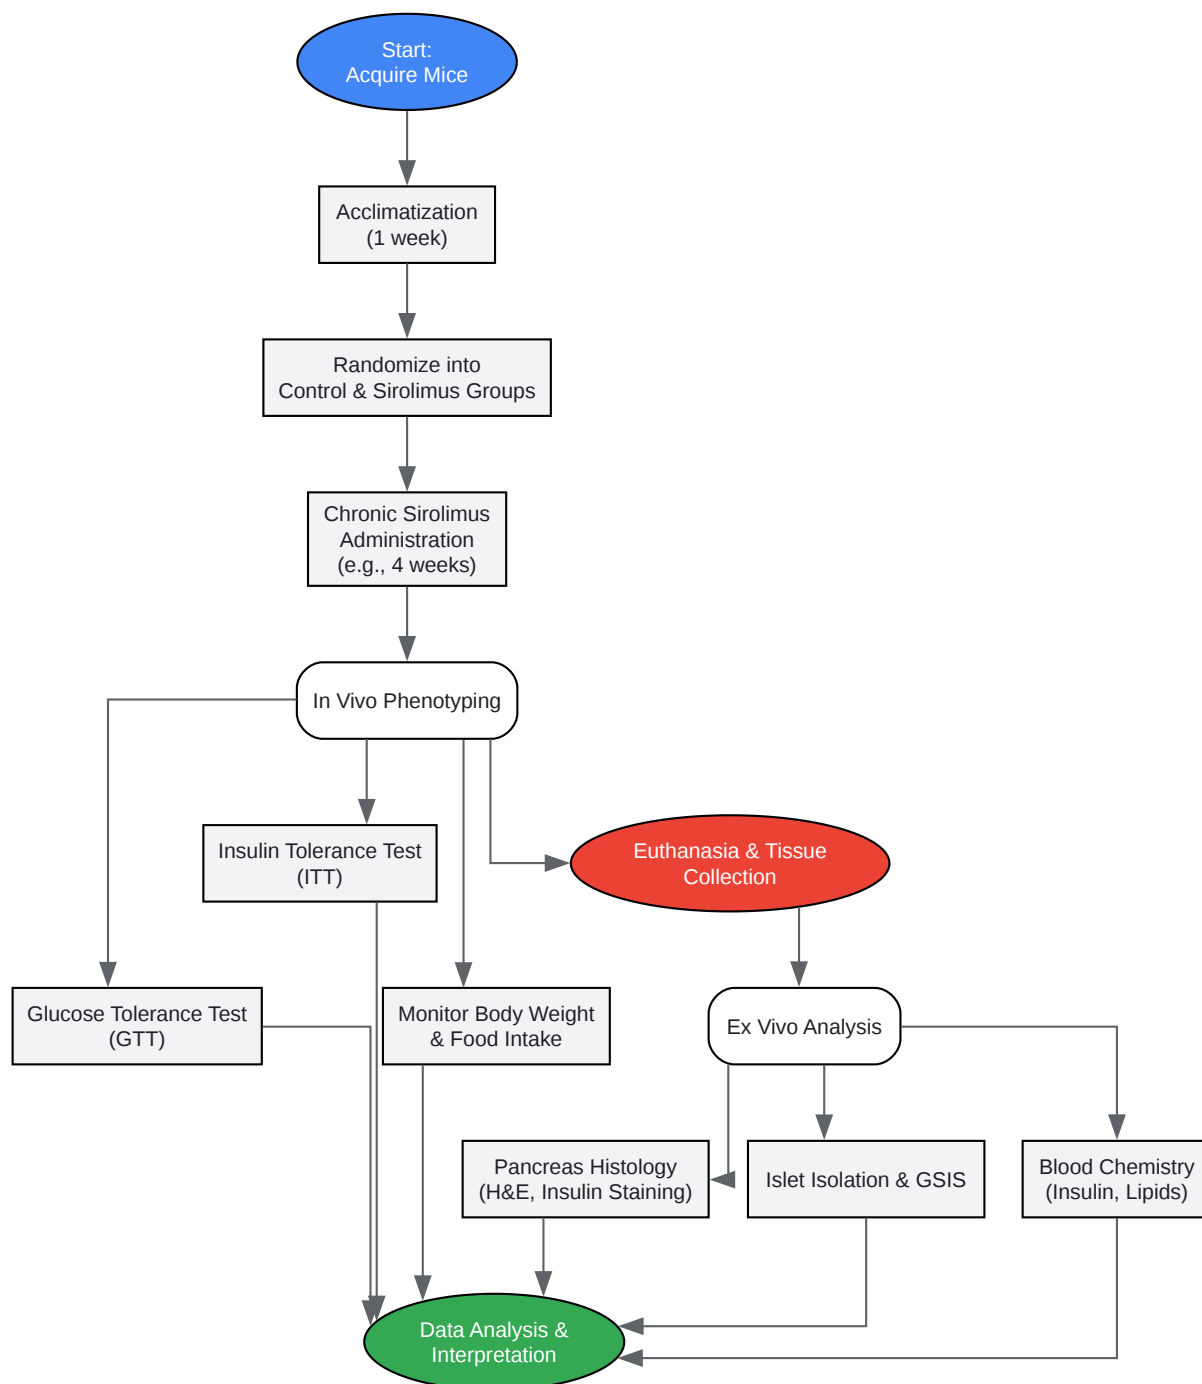 Start:
Acquire Mice
Acclimatization
(1 week)
Randomize into
Control & Sirolimus Groups
Chronic Sirolimus
Administration
(e.g., 4 weeks)
In Vivo Phenotyping
Insulin Tolerance Test
(ITT)
Euthanasia & Tissue
Collection
Glucose Tolerance Test
(GTT)
Monitor Body Weight
& Food Intake
Ex Vivo Analysis
Pancreas Histology
(H&E, Insulin Staining)
Islet Isolation & GSIS
Blood Chemistry
(Insulin, Lipids)
Data Analysis &
Interpretation